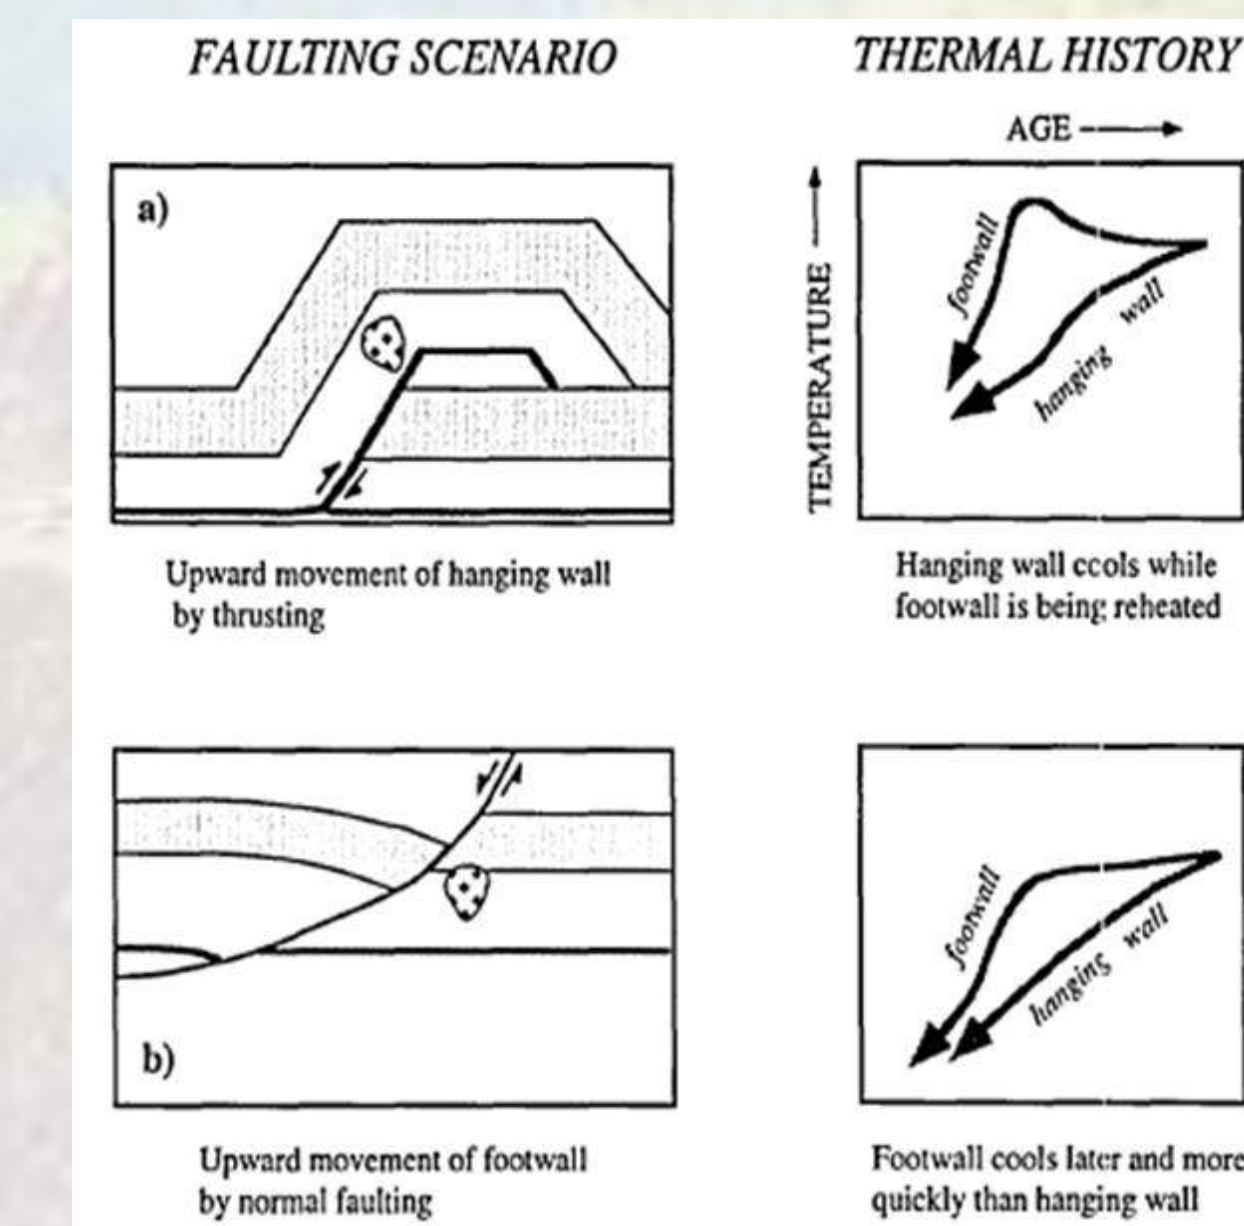 FAULTING SCENARIO
THERMAL HISTORY
AGE
TEMPERATURE
a)
footwall
hanging wall
Upward movement of hanging wall
by thrusting
Hanging wall cools while
footwall is being reheated
b)
footwall
hanging wall
Upward movement of footwall
by normal faulting
Footwall cools later and more
quickly than hanging wall